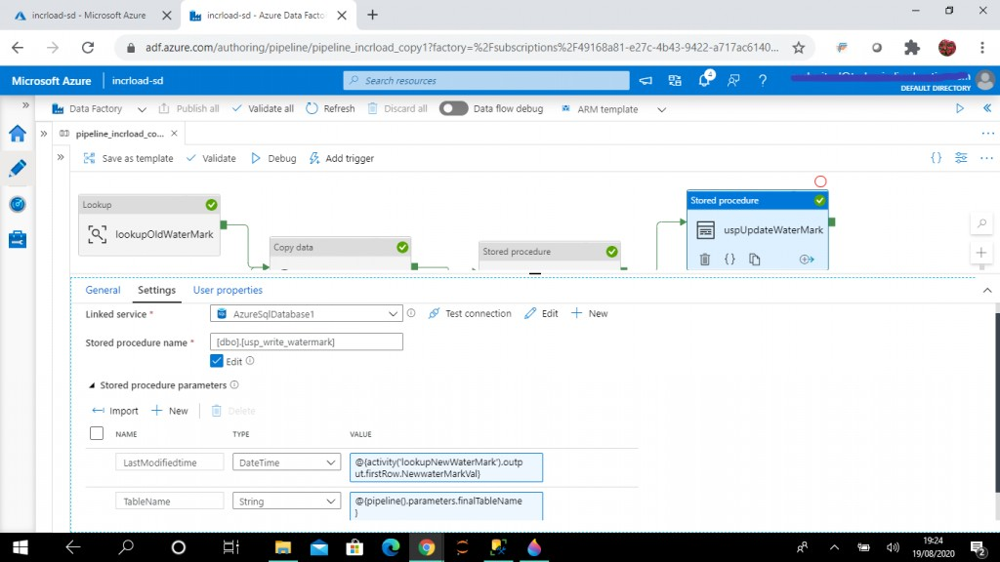 incrload-sd - Microsoft Azure
incrload-sd - Azure Data Facto
adf.azure.com/authoring/pipeline/pipeline_incrload_copy1?factory=%2Fsubscriptions%2F49168a81-e27c-4b43-9422-a717ac6140...
Microsoft Azure
incrload-sd
Search resources
4
DEFAULT DIRECTORY
Data Factory
Publish all
Validate all
Refresh
Discard all
Data flow debug
ARM template
pipeline_incrload_co...
Save as template
Validate
Debug
Add trigger
Lookup
lookupOldWaterMark
Copy data
Stored procedure
Stored procedure
uspUpdateWaterMark
General
Settings
User properties
Linked service *
AzureSqlDatabase1
Test connection
Edit
New
Stored procedure name *
[dbo].[usp_write_watermark]
Edit
Stored procedure parameters
Import
New
Delete
NAME
TYPE
VALUE
LastModifiedtime
DateTime
@{activity('lookupNewWaterMark').outp
ut.firstRow.NewwaterMarkVal}
TableName
String
@{pipeline().parameters.finalTableName
}
19:24
19/08/2020
2